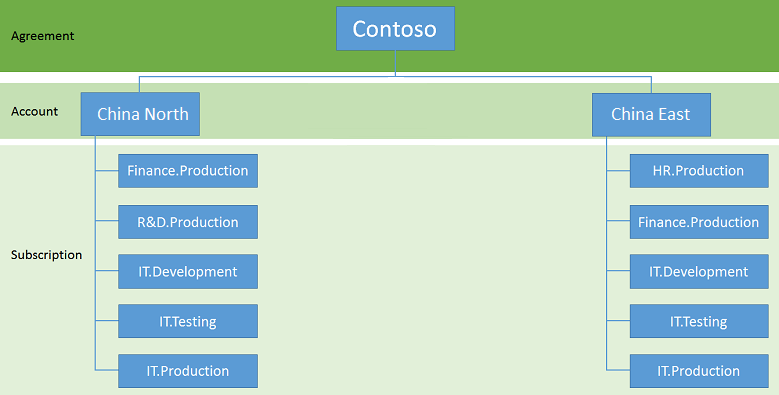 Agreement
Contoso
Account
China North
China East
Subscription
Finance.Production
R&D.Production
IT.Development
IT.Testing
IT.Production
HR.Production
Finance.Production
IT.Development
IT.Testing
IT.Production